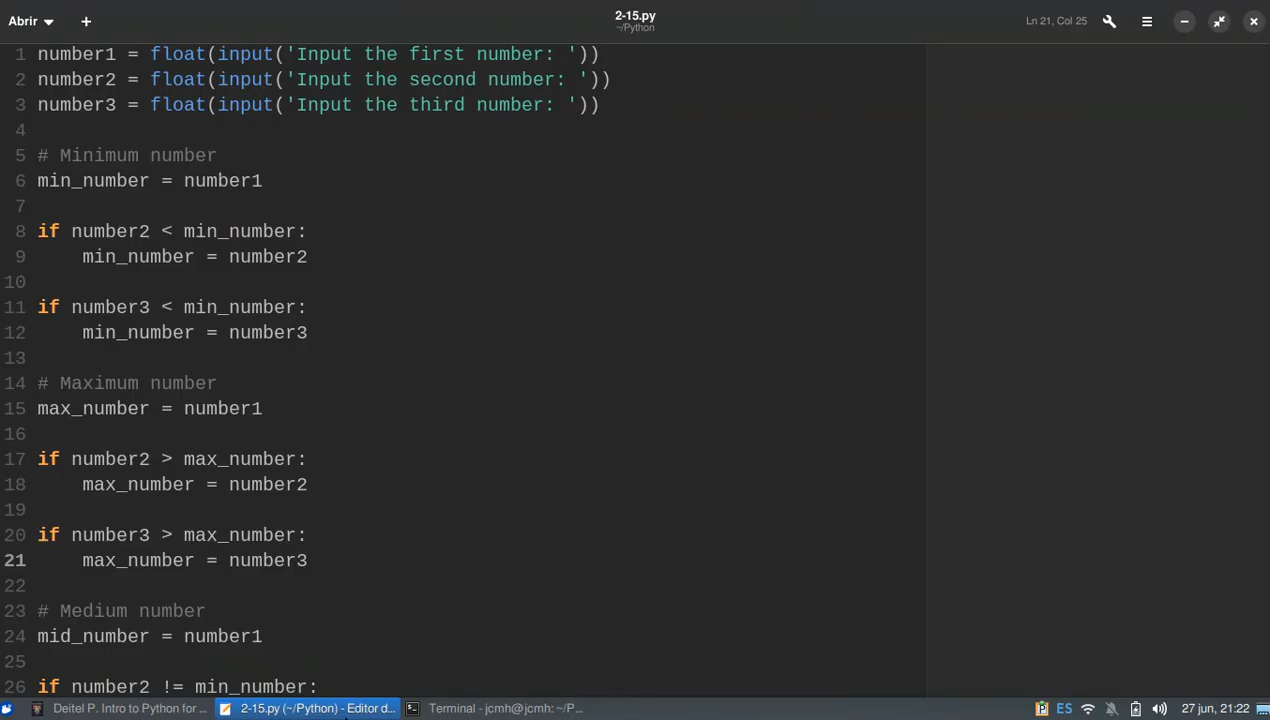 Abrir
2-15.py
~/Python
Ln 21, Col 25
1 number1 = float(input('Input the first number: '))
2 number2 = float(input('Input the second number: '))
3 number3 = float(input('Input the third number: '))
4
5 # Minimum number
6 min_number = number1
7
8 if number2 < min_number:
9     min_number = number2
10
11 if number3 < min_number:
12     min_number = number3
13
14 # Maximum number
15 max_number = number1
16
17 if number2 > max_number:
18     max_number = number2
19
20 if number3 > max_number:
21     max_number = number3
22
23 # Medium number
24 mid_number = number1
25
26 if number2 != min_number:
Deitel P. Intro to Python for ...
2-15.py (~/Python) - Editor d...
Terminal - jcmh@jcmh: ~/P...
ES
27 jun, 21:22